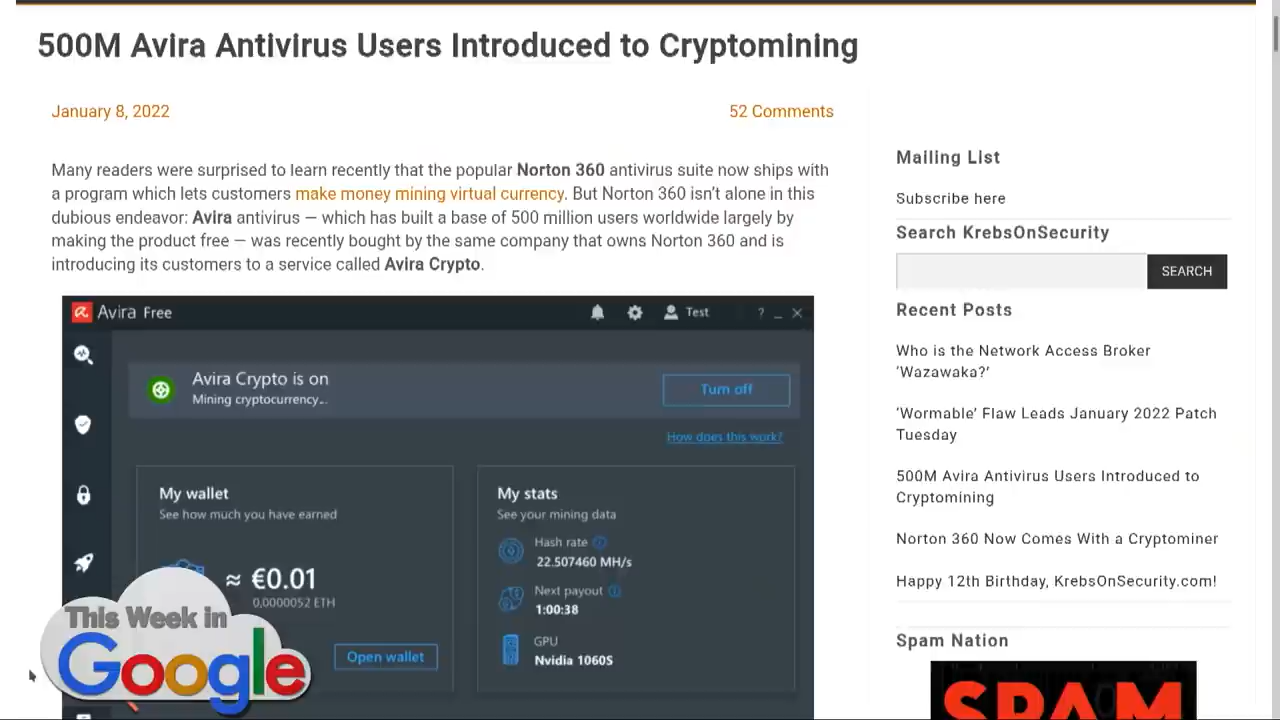 500M Avira Antivirus Users Introduced to Cryptomining
January 8, 2022
52 Comments
Many readers were surprised to learn recently that the popular Norton 360 antivirus suite now ships with
a program which lets customers make money mining virtual currency. But Norton 360 isn't alone in this
dubious endeavor: Avira antivirus — which has built a base of 500 million users worldwide largely by
making the product free — was recently bought by the same company that owns Norton 360 and is
introducing its customers to a service called Avira Crypto.
Avira Free
Test
?
Avira Crypto is on
Mining cryptocurrency...
Turn off
How does this work?
My wallet
See how much you have earned
≈ €0.01
0,0000052 ETH
Open wallet
My stats
See your mining data
Hash rate
22.507460 MH/s
Next payout
1:00:38
GPU
Nvidia 1060S
This Week in
Google
Mailing List
Subscribe here
Search KrebsOnSecurity
SEARCH
Recent Posts
Who is the Network Access Broker
‘Wazawaka?’
‘Wormable’ Flaw Leads January 2022 Patch
Tuesday
500M Avira Antivirus Users Introduced to
Cryptomining
Norton 360 Now Comes With a Cryptominer
Happy 12th Birthday, KrebsOnSecurity.com!
Spam Nation
SPAM